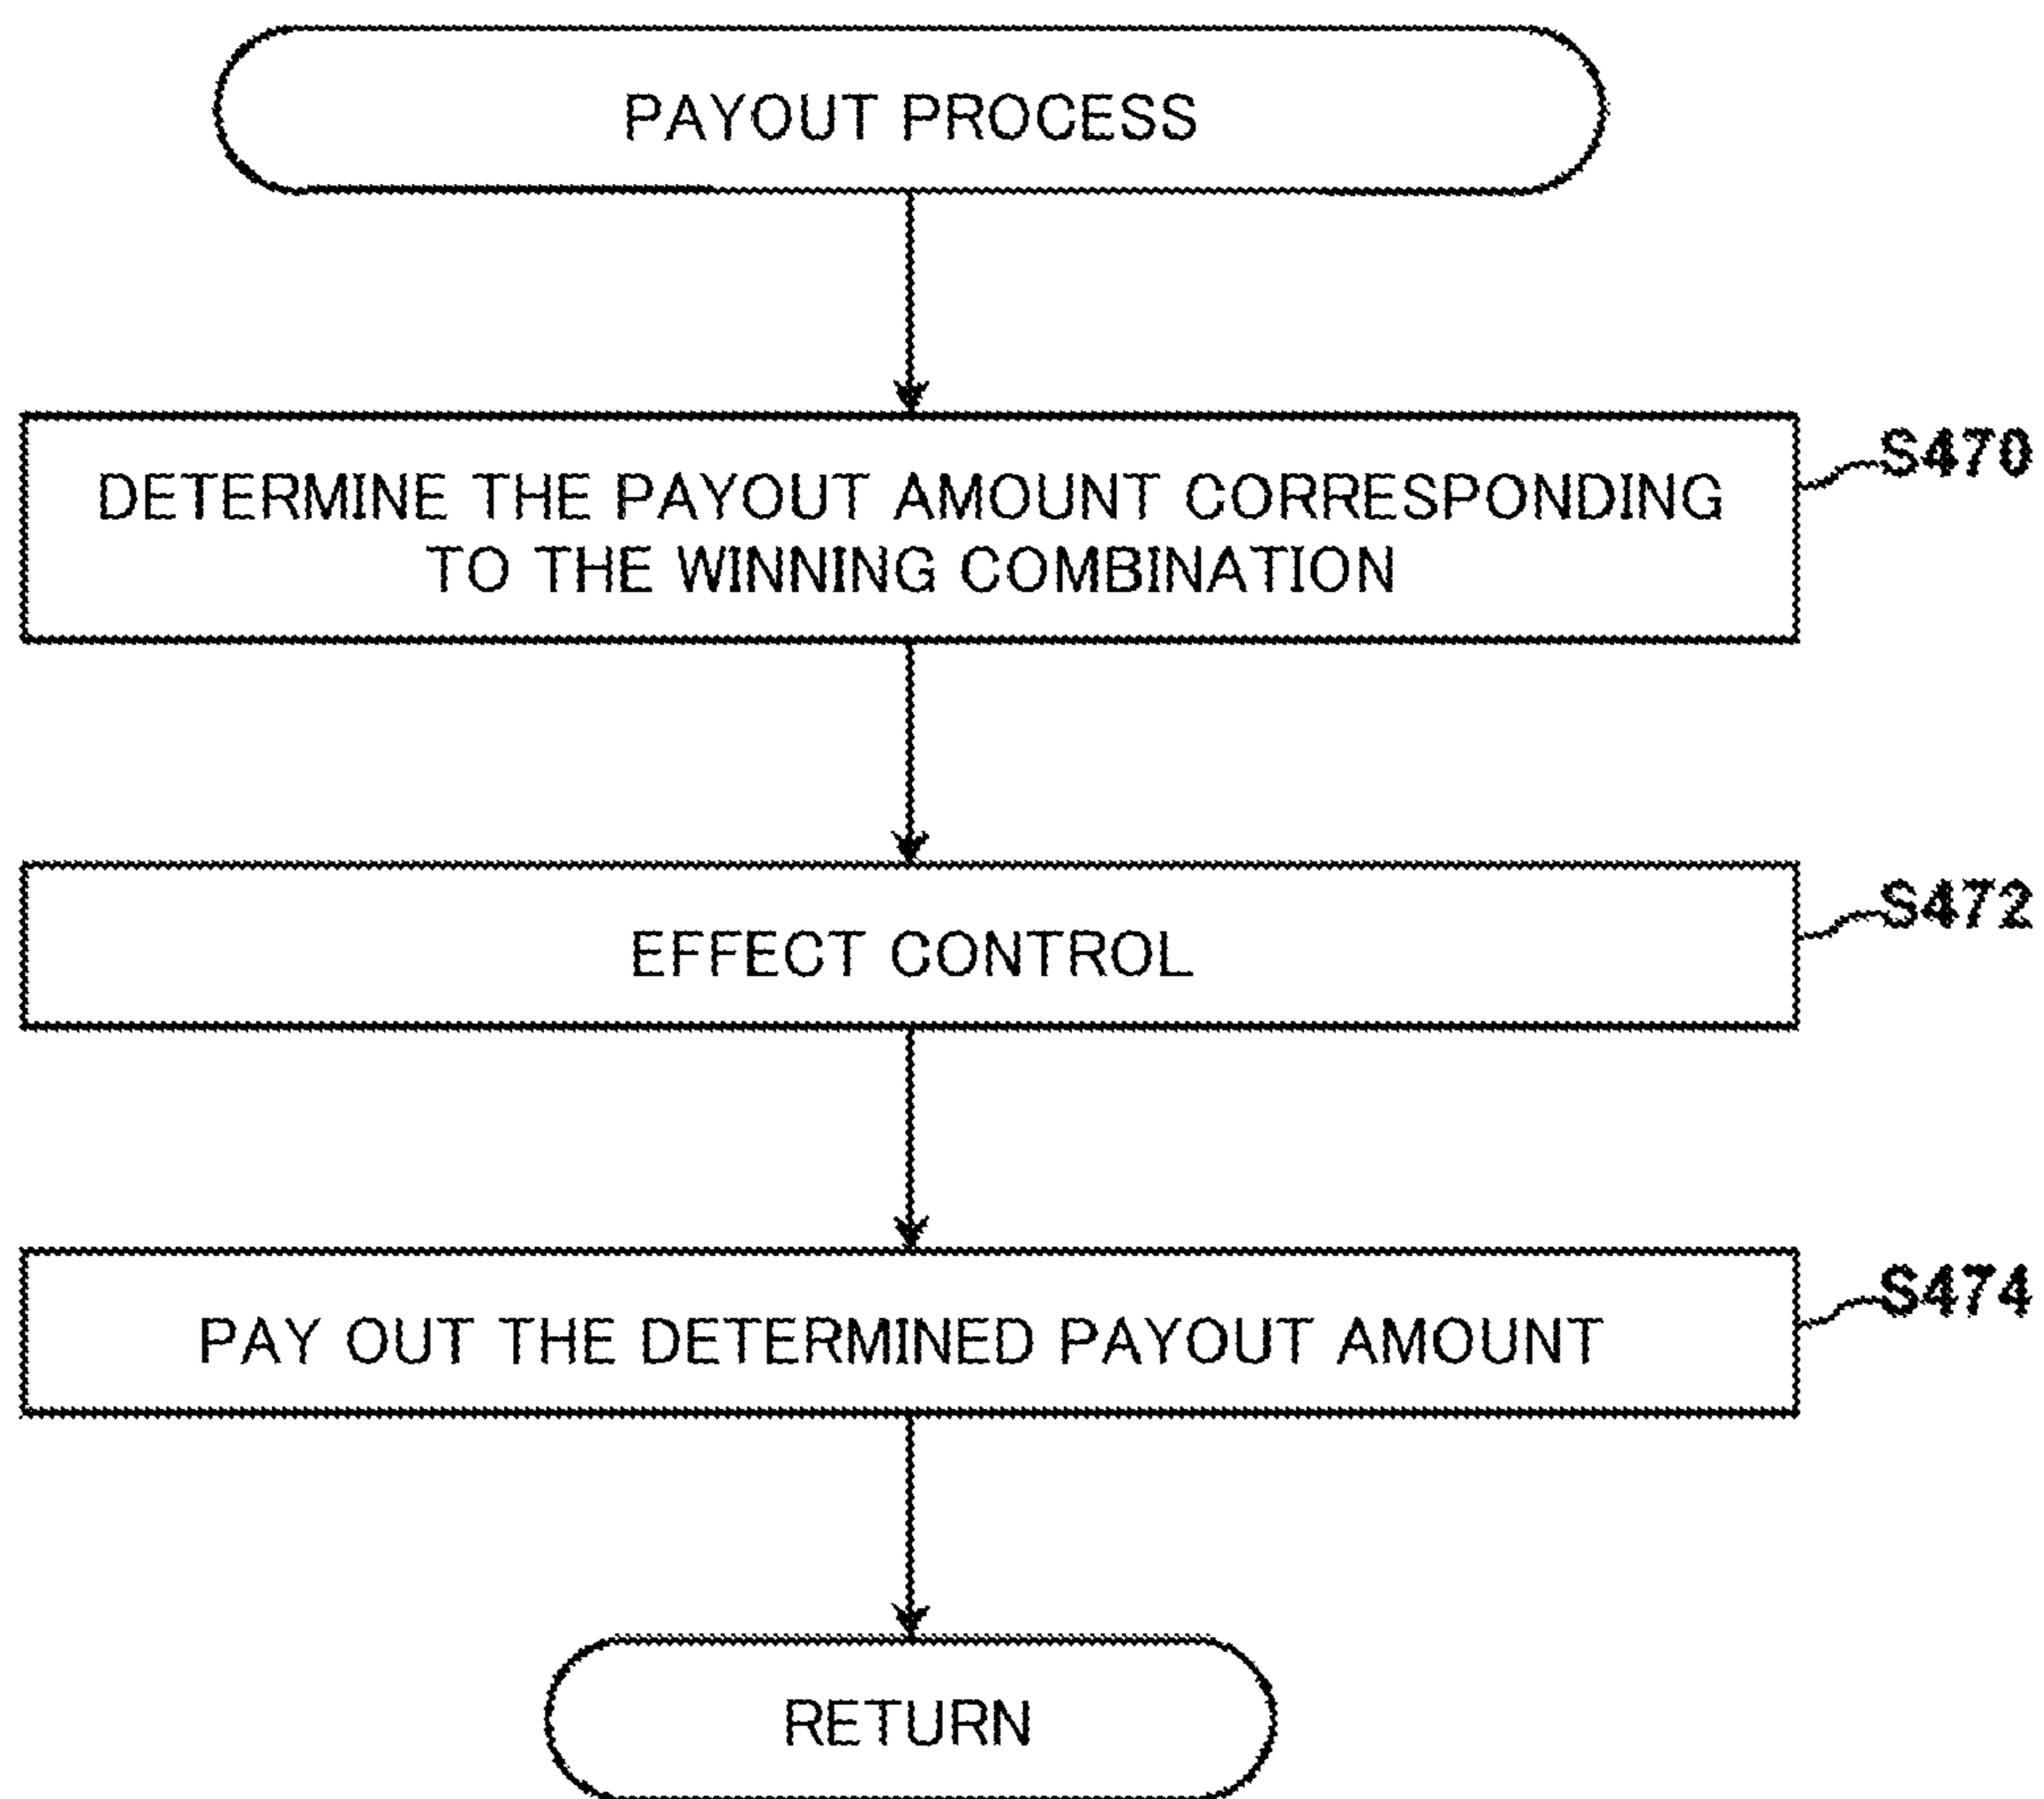 PAYOUT PROCESS
DETERMINE THE PAYOUT AMOUNT CORRESPONDING
TO THE WINNING COMBINATION
S470
EFFECT CONTROL
S472
PAY OUT THE DETERMINED PAYOUT AMOUNT
S474
RETURN